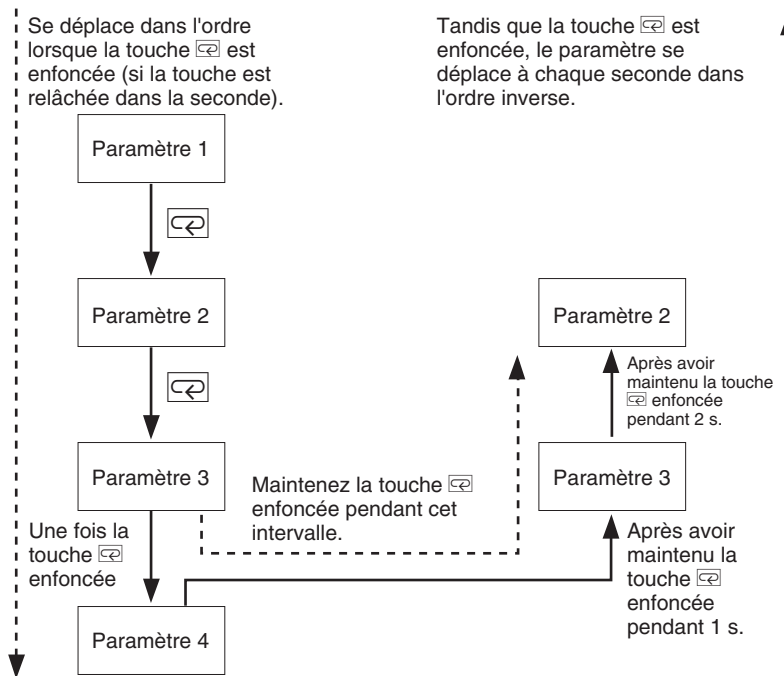 Se déplace dans l'ordre
lorsque la touche est
enfoncée (si la touche est
relâchée dans la seconde).
Tandis que la touche est
enfoncée, le paramètre se
déplace à chaque seconde dans
l'ordre inverse.
Paramètre 1
Paramètre 2
Paramètre 2
Après avoir
maintenu la touche
enfoncée
pendant 2 s.
Paramètre 3
Maintenez la touche
enfoncée pendant cet
intervalle.
Paramètre 3
Une fois la
touche
enfoncée
Après avoir
maintenu la
touche
enfoncée
pendant 1 s.
Paramètre 4